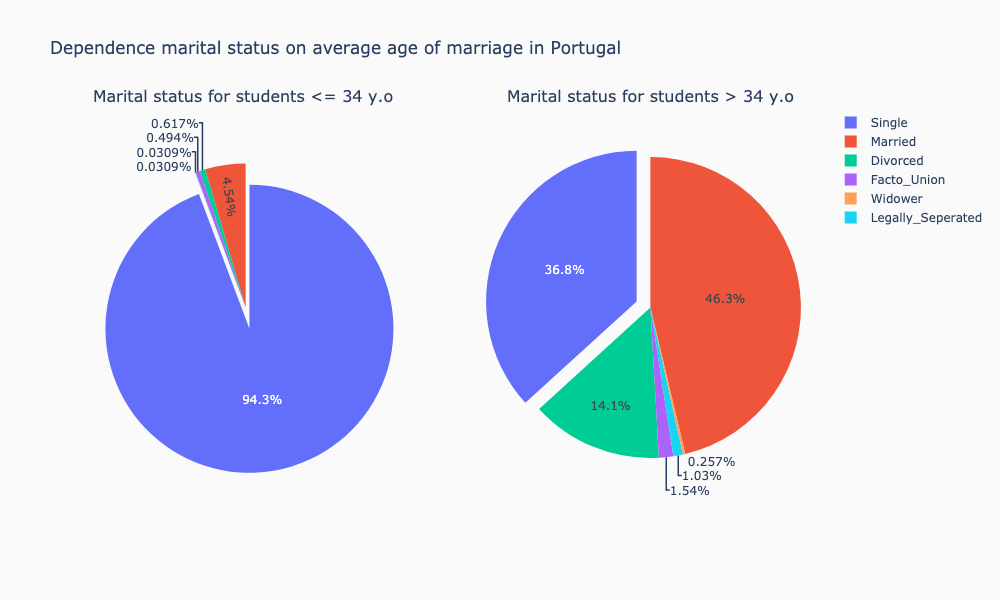 Dependence marital status on average age of marriage in Portugal
Marital status for students <= 34 y.o
Marital status for students > 34 y.o
0.617%
0.494%
0.0309%
0.0309%
4.54%
94.3%
36.8%
46.3%
14.1%
0.257%
1.03%
1.54%
Single
Married
Divorced
Facto_Union
Widower
Legally_Seperated